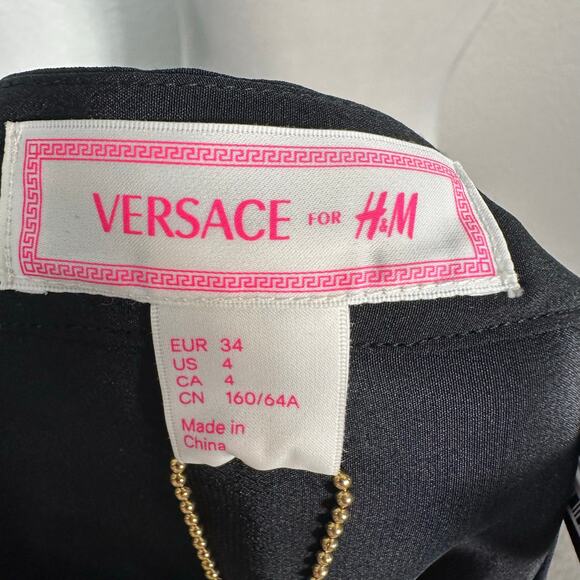 VERSACE FOR H&M
EUR 34
US 4
CA 4
CN 160/64A
Made in
China